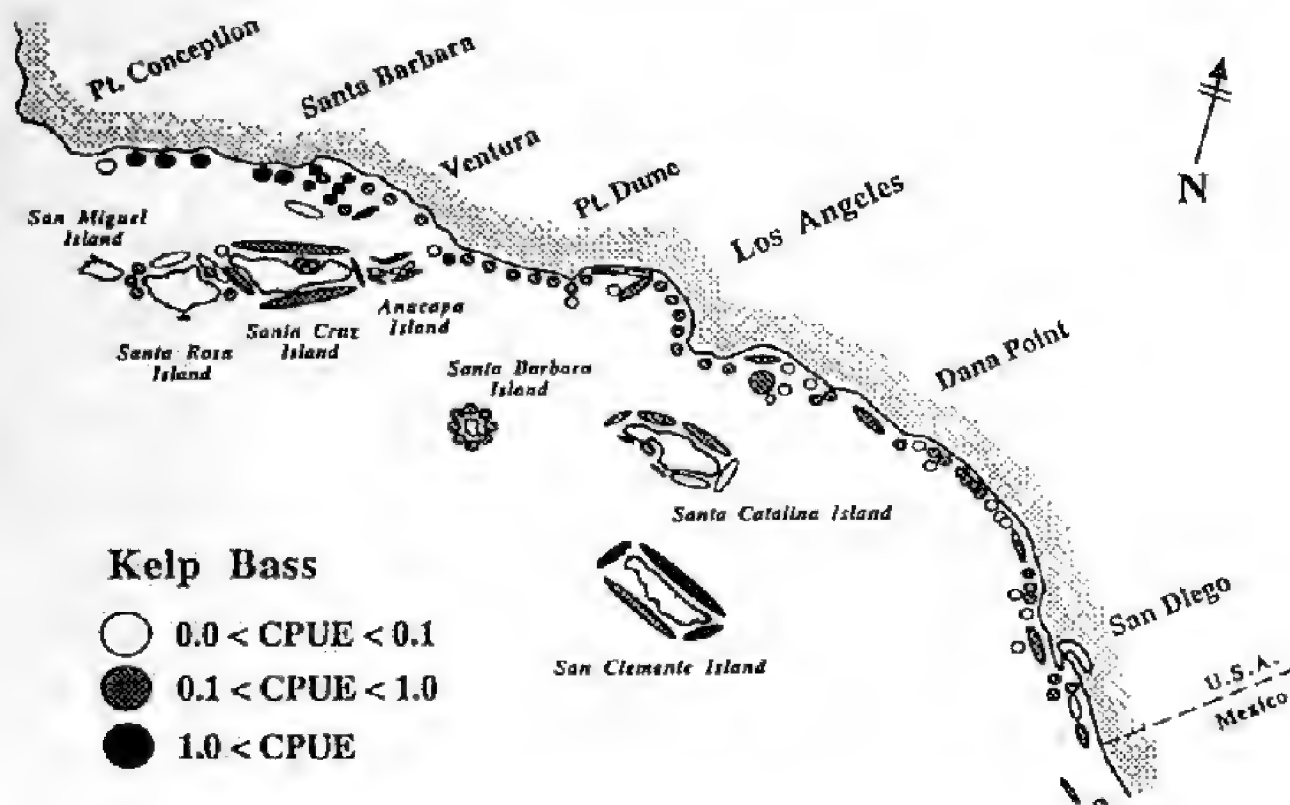 Pt. Conception
Santa Barbara
Ventura
Pt. Dume
Los Angeles
Dana Point
San Diego
U.S.A.
Mexico
N
San Miguel
Island
Santa Rosa
Island
Santa Cruz
Island
Anacapa
Island
Santa Barbara
Island
Santa Catalina Island
San Clemente Island
Kelp Bass
0.0 < CPUE < 0.1
0.1 < CPUE < 1.0
1.0 < CPUE